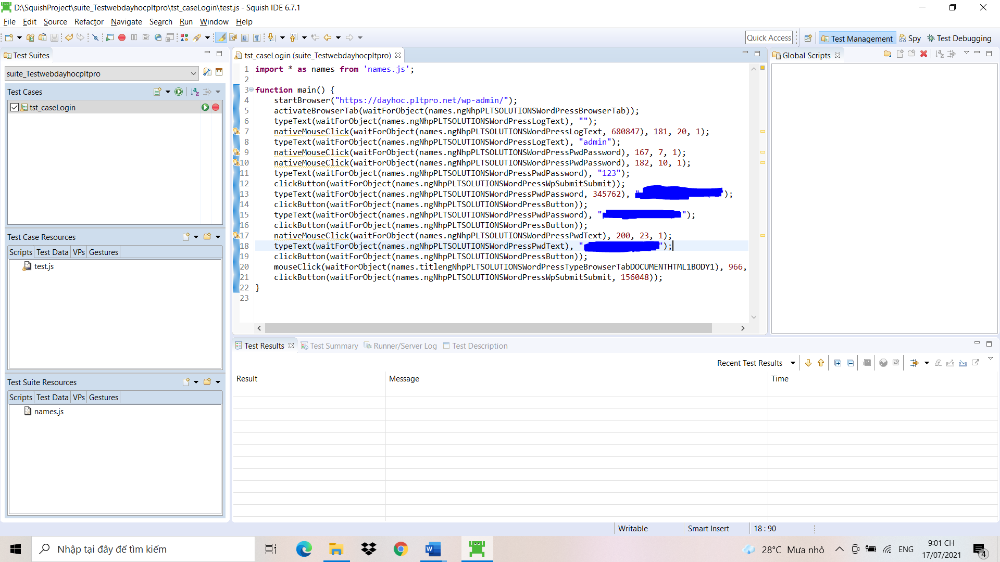 D:\SquishProject\suite_Testwebdayhocpltpro\tst_caseLogin\test.js - Squish IDE 6.7.1
File Edit Source Refactor Navigate Search Run Window Help
Quick Access Test Management Spy Test Debugging
Test Suites
suite_Testwebdayhocpltpro
Test Cases
tst_caseLogin
Test Case Resources
Scripts Test Data VPs Gestures
test.js
Test Suite Resources
Scripts Test Data VPs Gestures
names.js
tst_caseLogin (suite_Testwebdayhocpltpro)
1 import * as names from 'names.js';
2
3 function main() {
4 startBrowser("https://dayhoc.pltpro.net/wp-admin/");
5 activateBrowserTab(waitForObject(names.ngNhpPLTSOLUTIONSWordPressBrowserTab));
6 typeText(waitForObject(names.ngNhpPLTSOLUTIONSWordPressLogText), "");
7 nativeMouseClick(waitForObject(names.ngNhpPLTSOLUTIONSWordPressLogText, 680847), 181, 20, 1);
8 typeText(waitForObject(names.ngNhpPLTSOLUTIONSWordPressLogText), "admin");
9 nativeMouseClick(waitForObject(names.ngNhpPLTSOLUTIONSWordPressPwdPassword), 167, 7, 1);
10 nativeMouseClick(waitForObject(names.ngNhpPLTSOLUTIONSWordPressPwdPassword), 182, 10, 1);
11 typeText(waitForObject(names.ngNhpPLTSOLUTIONSWordPressPwdPassword), "123");
12 clickButton(waitForObject(names.ngNhpPLTSOLUTIONSWordPressWpSubmitSubmit));
13 typeText(waitForObject(names.ngNhpPLTSOLUTIONSWordPressPwdPassword, 345762), "");
14 clickButton(waitForObject(names.ngNhpPLTSOLUTIONSWordPressButton));
15 typeText(waitForObject(names.ngNhpPLTSOLUTIONSWordPressPwdPassword), "");
16 clickButton(waitForObject(names.ngNhpPLTSOLUTIONSWordPressButton));
17 nativeMouseClick(waitForObject(names.ngNhpPLTSOLUTIONSWordPressPwdText), 200, 23, 1);
18 typeText(waitForObject(names.ngNhpPLTSOLUTIONSWordPressPwdText), "");
19 clickButton(waitForObject(names.ngNhpPLTSOLUTIONSWordPressButton));
20 mouseClick(waitForObject(names.titlengNhpPLTSOLUTIONSWordPressTypeBrowserTabDOCUMENTHTML1BODY1), 966,
21 clickButton(waitForObject(names.ngNhpPLTSOLUTIONSWordPressWpSubmitSubmit, 156048));
22 }
23
Global Scripts
Test Results Test Summary Runner/Server Log Test Description
Recent Test Results
Result Message Time
Writable Smart Insert 18 : 90
Nhập tại đây để tìm kiếm
28°C Mưa nhỏ ENG
9:01 CH
17/07/2021
4